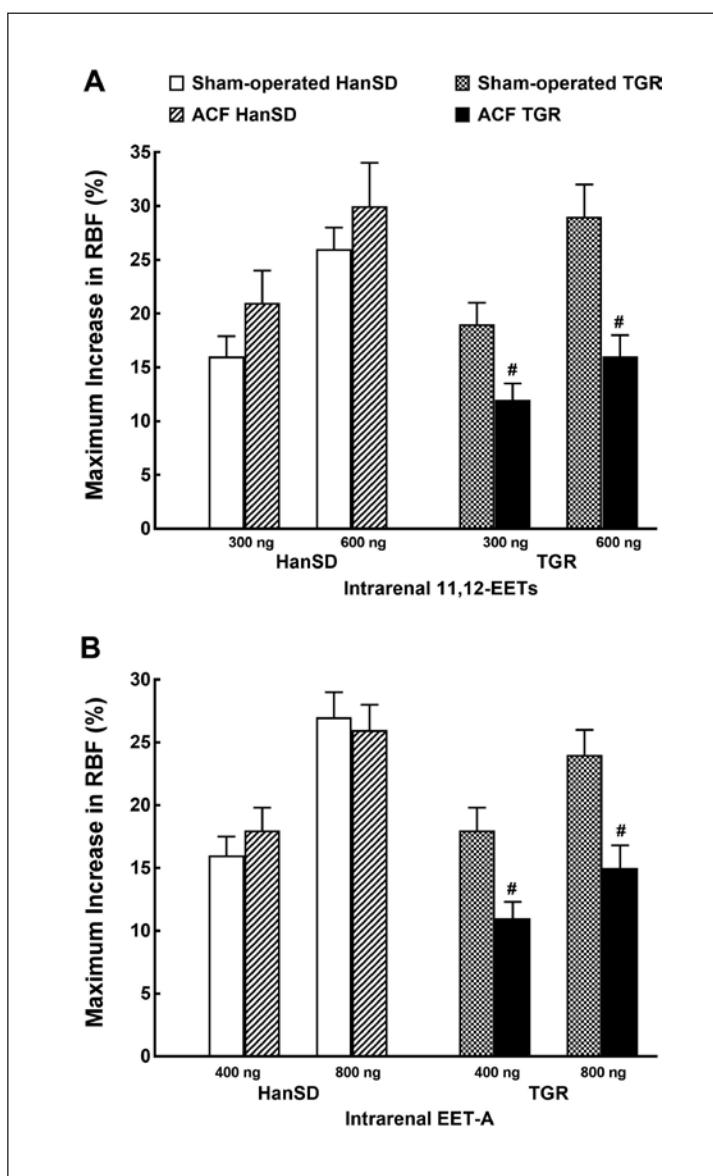 A
Sham-operated HanSD
Sham-operated TGR
ACF HanSD
ACF TGR
Maximum Increase in RBF (%)
35
30
25
20
15
10
5
0
#
#
300 ng
600 ng
300 ng
600 ng
HanSD
TGR
Intrarenal 11,12-EETs
B
Maximum Increase in RBF (%)
30
25
20
15
10
5
0
#
#
400 ng
800 ng
400 ng
800 ng
HanSD
TGR
Intrarenal EET-A